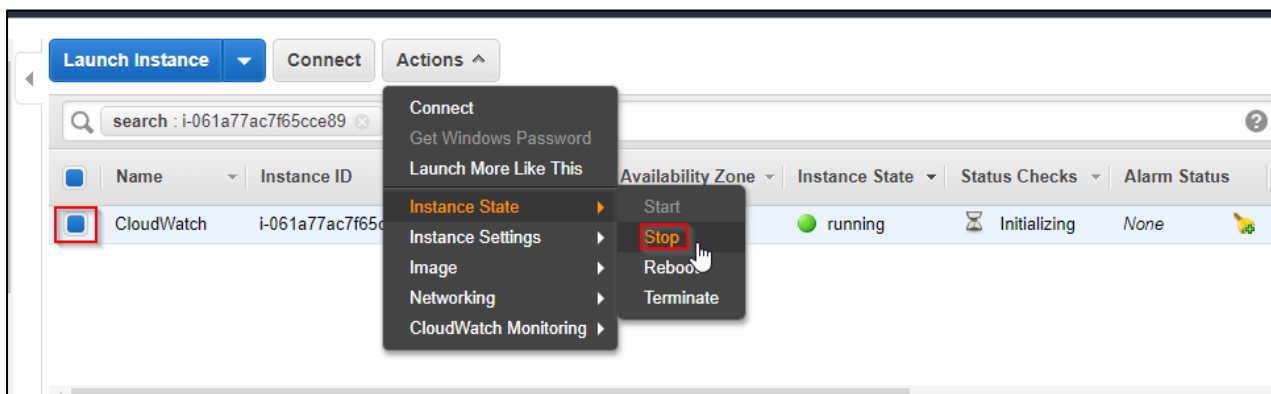 Launch Instance
Connect
Actions
search : i-061a77ac7f65cce89
Connect
Get Windows Password
Launch More Like This
Name
Instance ID
Availability Zone
Instance State
Status Checks
Alarm Status
CloudWatch
i-061a77ac7f65c
Instance State
Start
running
Initializing
None
Instance Settings
Stop
Image
Reboot
Networking
Terminate
CloudWatch Monitoring